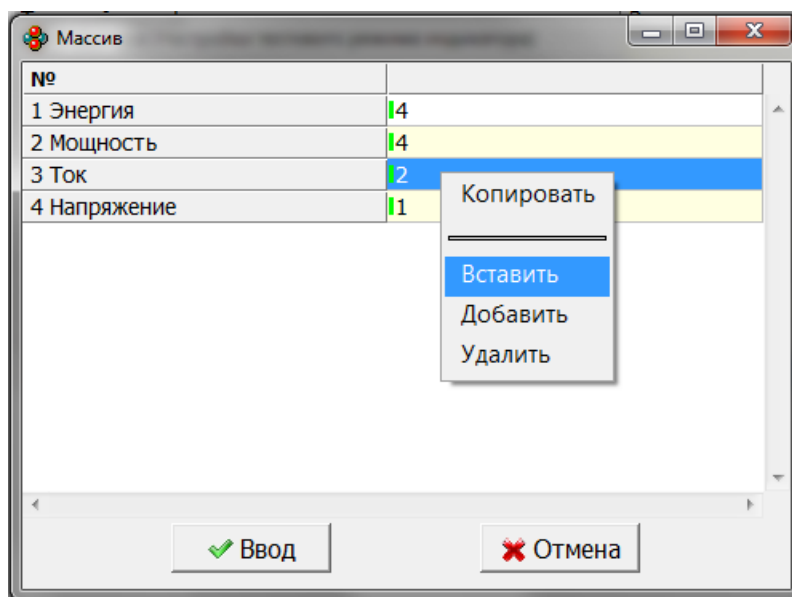 Массив
№
1 Энергия 4
2 Мощность 4
3 Ток 2
4 Напряжение 1
Копировать
Вставить
Добавить
Удалить
Ввод
Отмена